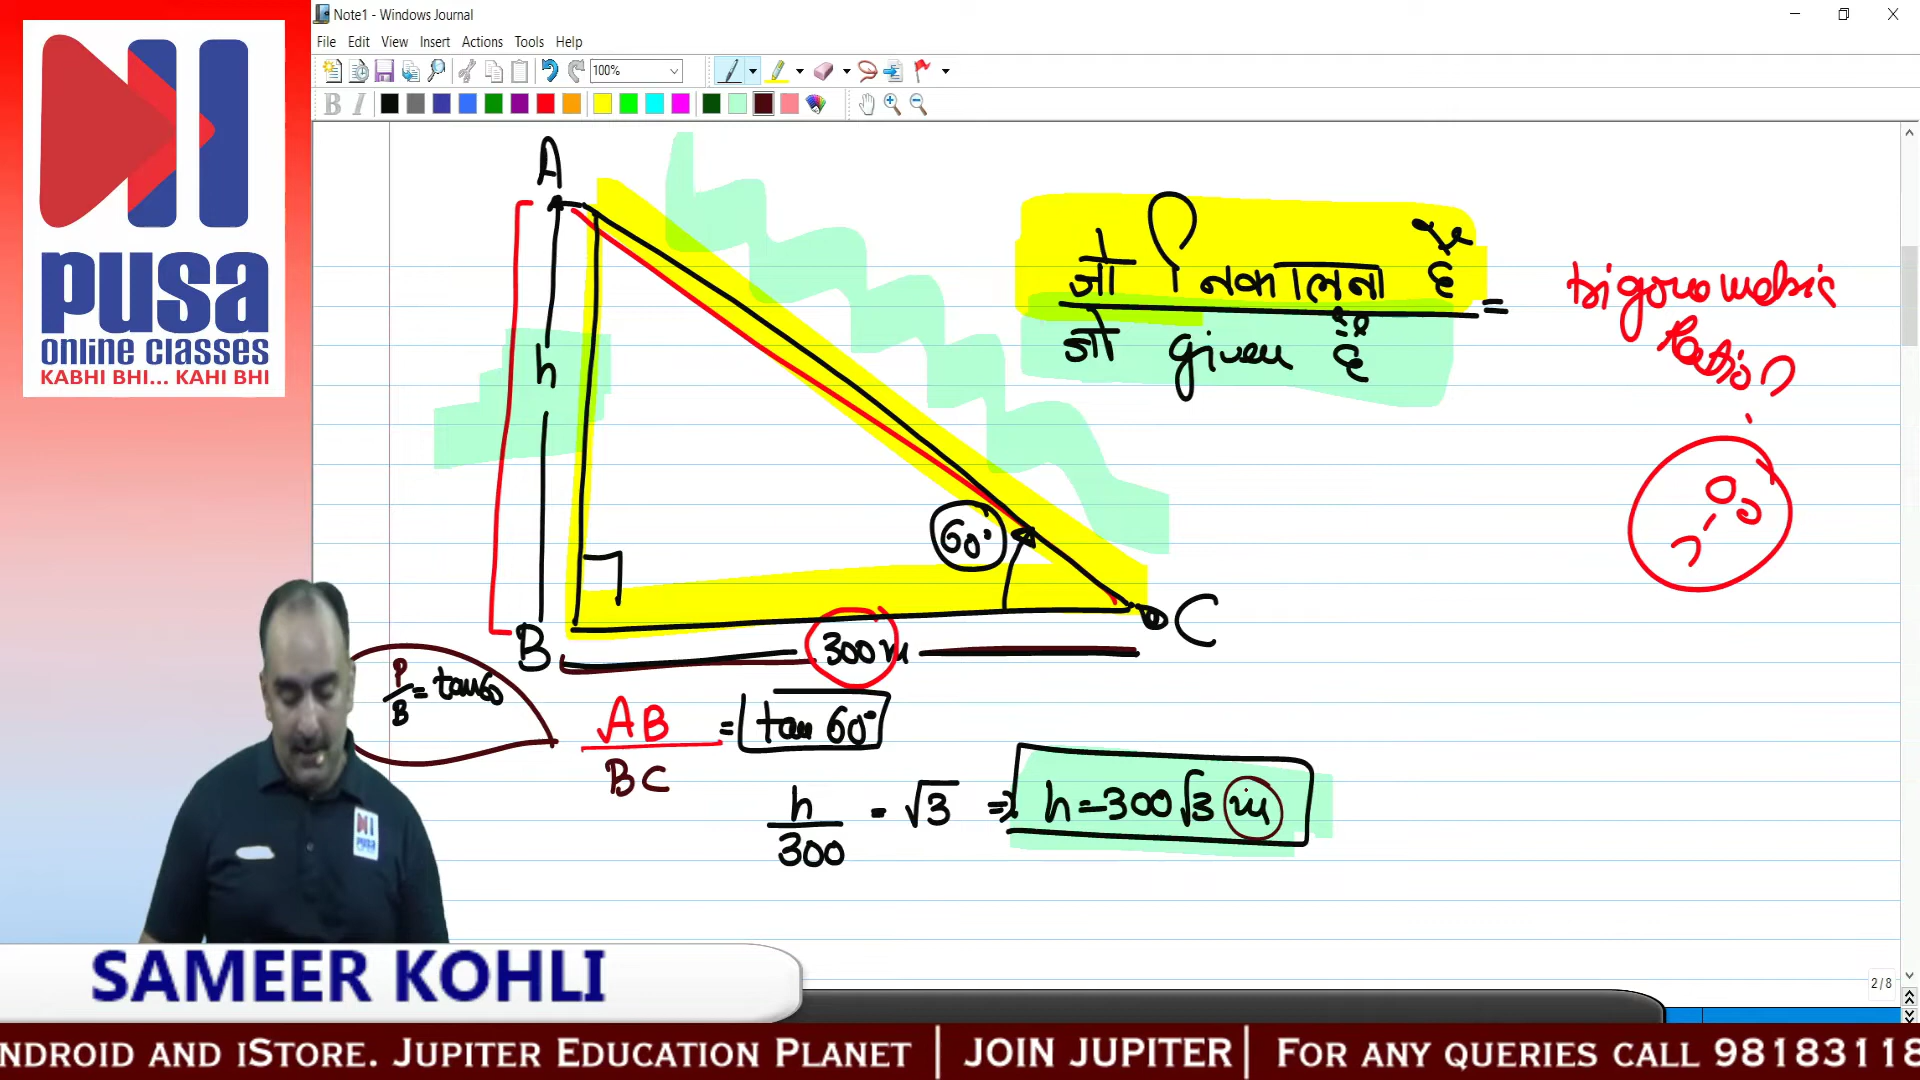 Note1 - Windows Journal
File Edit View Insert Actions Tools Help
100%
B I
PUSA
ONLINE CLASSES
KABHI BHI... KAHI BHI
A
जो निकालना है
जो given है
=
trigonometric
Ratio?
h
60°
B
300m
C
P/B = tan60
AB/BC = tan 60°
h/300 = √3 ⇒ h = 300√3 m
2 / 8
SAMEER KOHLI
NDROID AND iSTORE. JUPITER EDUCATION PLANET | JOIN JUPITER | FOR ANY QUERIES CALL 98183118